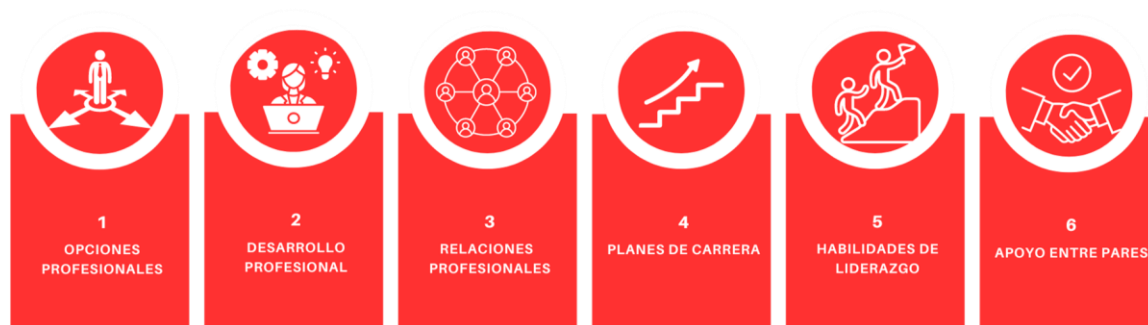 1
OPCIONES
PROFESIONALES
2
DESARROLLO
PROFESIONAL
3
RELACIONES
PROFESIONALES
4
PLANES DE CARRERA
5
HABILIDADES DE
LIDERAZGO
6
APOYO ENTRE PARES